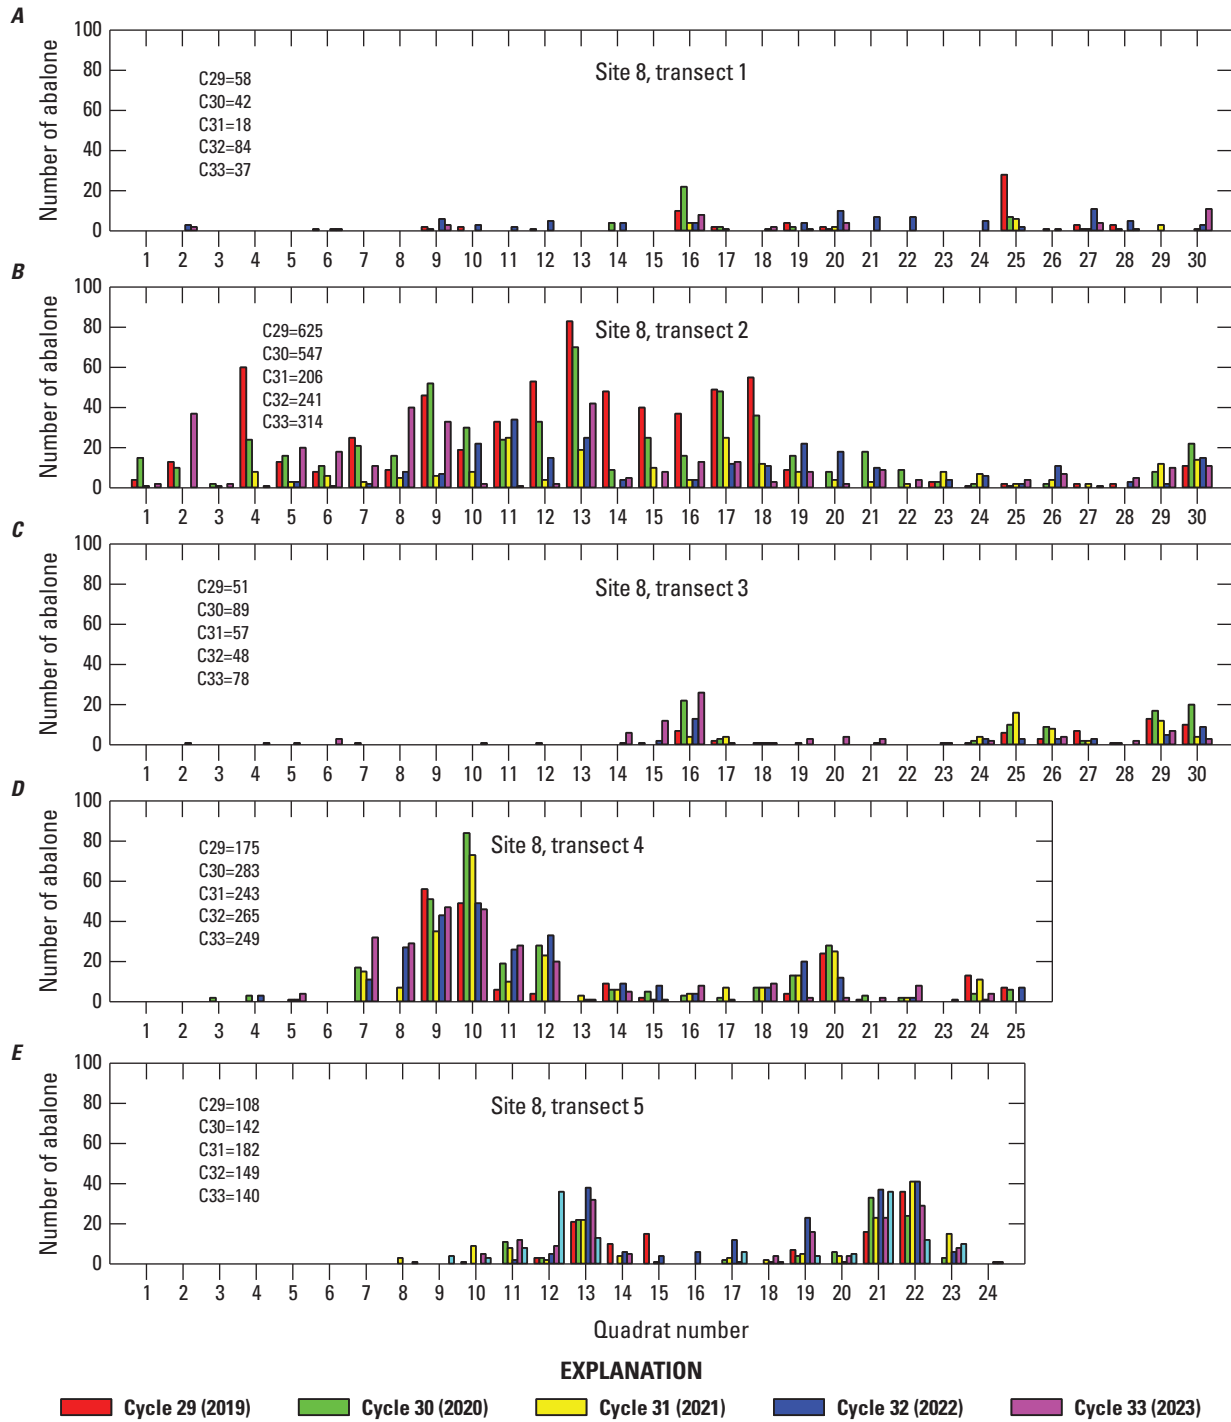 A
100
80
60
40
20
0
Number of abalone
C29=58
C30=42
C31=18
C32=84
C33=37
Site 8, transect 1
1 2 3 4 5 6 7 8 9 10 11 12 13 14 15 16 17 18 19 20 21 22 23 24 25 26 27 28 29 30
B
100
80
60
40
20
0
Number of abalone
C29=625
C30=547
C31=206
C32=241
C33=314
Site 8, transect 2
1 2 3 4 5 6 7 8 9 10 11 12 13 14 15 16 17 18 19 20 21 22 23 24 25 26 27 28 29 30
C
100
80
60
40
20
0
Number of abalone
C29=51
C30=89
C31=57
C32=48
C33=78
Site 8, transect 3
1 2 3 4 5 6 7 8 9 10 11 12 13 14 15 16 17 18 19 20 21 22 23 24 25 26 27 28 29 30
D
100
80
60
40
20
0
Number of abalone
C29=175
C30=283
C31=243
C32=265
C33=249
Site 8, transect 4
1 2 3 4 5 6 7 8 9 10 11 12 13 14 15 16 17 18 19 20 21 22 23 24 25
E
100
80
60
40
20
0
Number of abalone
C29=108
C30=142
C31=182
C32=149
C33=140
Site 8, transect 5
1 2 3 4 5 6 7 8 9 10 11 12 13 14 15 16 17 18 19 20 21 22 23 24
Quadrat number
EXPLANATION
Cycle 29 (2019) Cycle 30 (2020) Cycle 31 (2021) Cycle 32 (2022) Cycle 33 (2023)